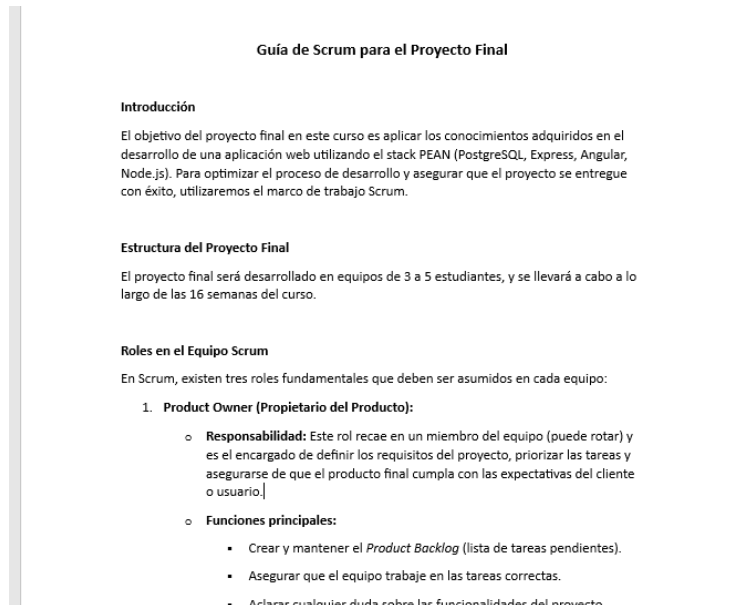 Guía de Scrum para el Proyecto Final
Introducción
El objetivo del proyecto final en este curso es aplicar los conocimientos adquiridos en el
desarrollo de una aplicación web utilizando el stack PEAN (PostgreSQL, Express, Angular,
Node.js). Para optimizar el proceso de desarrollo y asegurar que el proyecto se entregue
con éxito, utilizaremos el marco de trabajo Scrum.
Estructura del Proyecto Final
El proyecto final será desarrollado en equipos de 3 a 5 estudiantes, y se llevará a cabo a lo
largo de las 16 semanas del curso.
Roles en el Equipo Scrum
En Scrum, existen tres roles fundamentales que deben ser asumidos en cada equipo:
1. Product Owner (Propietario del Producto):
o Responsabilidad: Este rol recae en un miembro del equipo (puede rotar) y
es el encargado de definir los requisitos del proyecto, priorizar las tareas y
asegurarse de que el producto final cumpla con las expectativas del cliente
o usuario.
o Funciones principales:
▪ Crear y mantener el Product Backlog (lista de tareas pendientes).
▪ Asegurar que el equipo trabaje en las tareas correctas.
▪ Aclarar cualquier duda sobre las funcionalidades del proyecto.